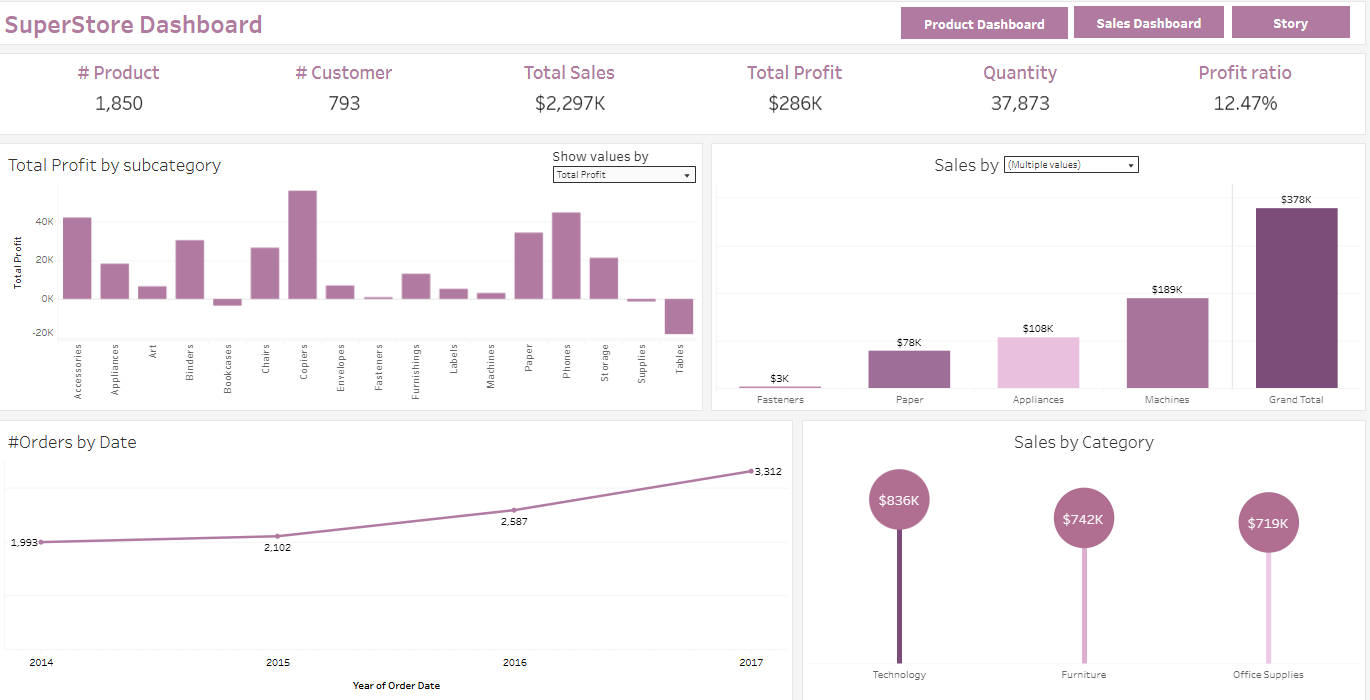 SuperStore Dashboard
Product Dashboard
Sales Dashboard
Story
# Product
# Customer
Total Sales
Total Profit
Quantity
Profit ratio
1,850
793
$2,297K
$286K
37,873
12.47%
Total Profit by subcategory
Show values by
Total Profit
Total Profit
40K
20K
0K
-20K
Accessories
Appliances
Art
Binders
Bookcases
Chairs
Copiers
Envelopes
Fasteners
Furnishings
Labels
Machines
Paper
Phones
Storage
Supplies
Tables
Sales by
(Multiple values)
$3K
$78K
$108K
$189K
$378K
Fasteners
Paper
Appliances
Machines
Grand Total
#Orders by Date
1,993
2,102
2,587
3,312
2014
2015
2016
2017
Year of Order Date
Sales by Category
$836K
$742K
$719K
Technology
Furniture
Office Supplies